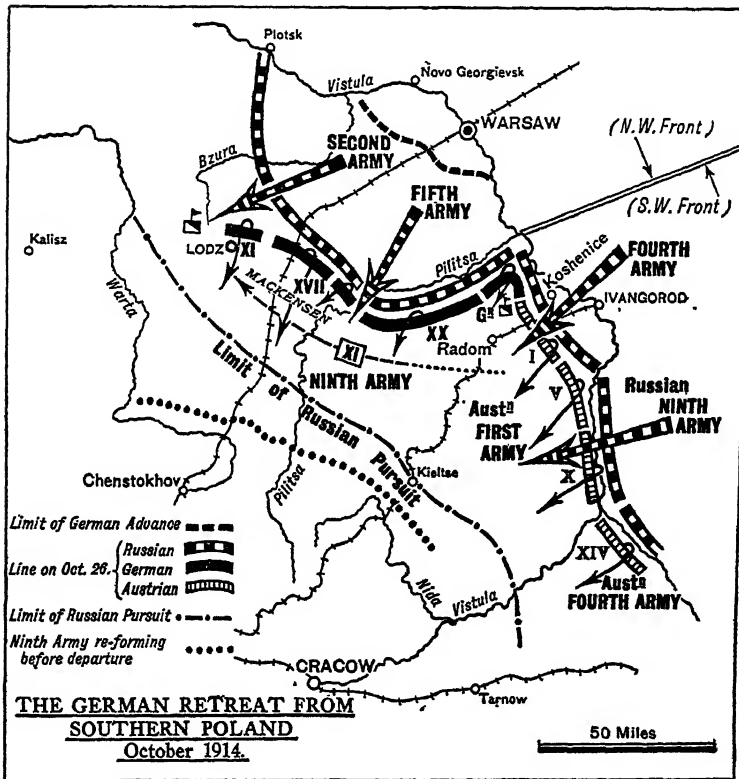 Plotsk
Novo Georgievsk
Vistula
WARSAW
(N.W. Front)
(S.W. Front)
Bzura
SECOND
ARMY
FIFTH
ARMY
Kalisz
LODZ
XI
XVII
MACKENSEN
Pilitsa
Koshenice
FOURTH
ARMY
IVANGOROD
Warta
XX
Gᴿ
Radom
I
XI
NINTH ARMY
Limit of Russian Pursuit
Austⁿ
FIRST
ARMY
V
Russian
NINTH
ARMY
X
Chenstokhov
Pilitsa
Kieltse
XIV
Austⁿ
FOURTH ARMY
Nida
Vistula
Limit of German Advance
Line on Oct. 26.
Russian
German
Austrian
Limit of Russian Pursuit
Ninth Army re-forming
before departure
CRACOW
Tarnow
THE GERMAN RETREAT FROM
SOUTHERN POLAND
October 1914.
50 Miles